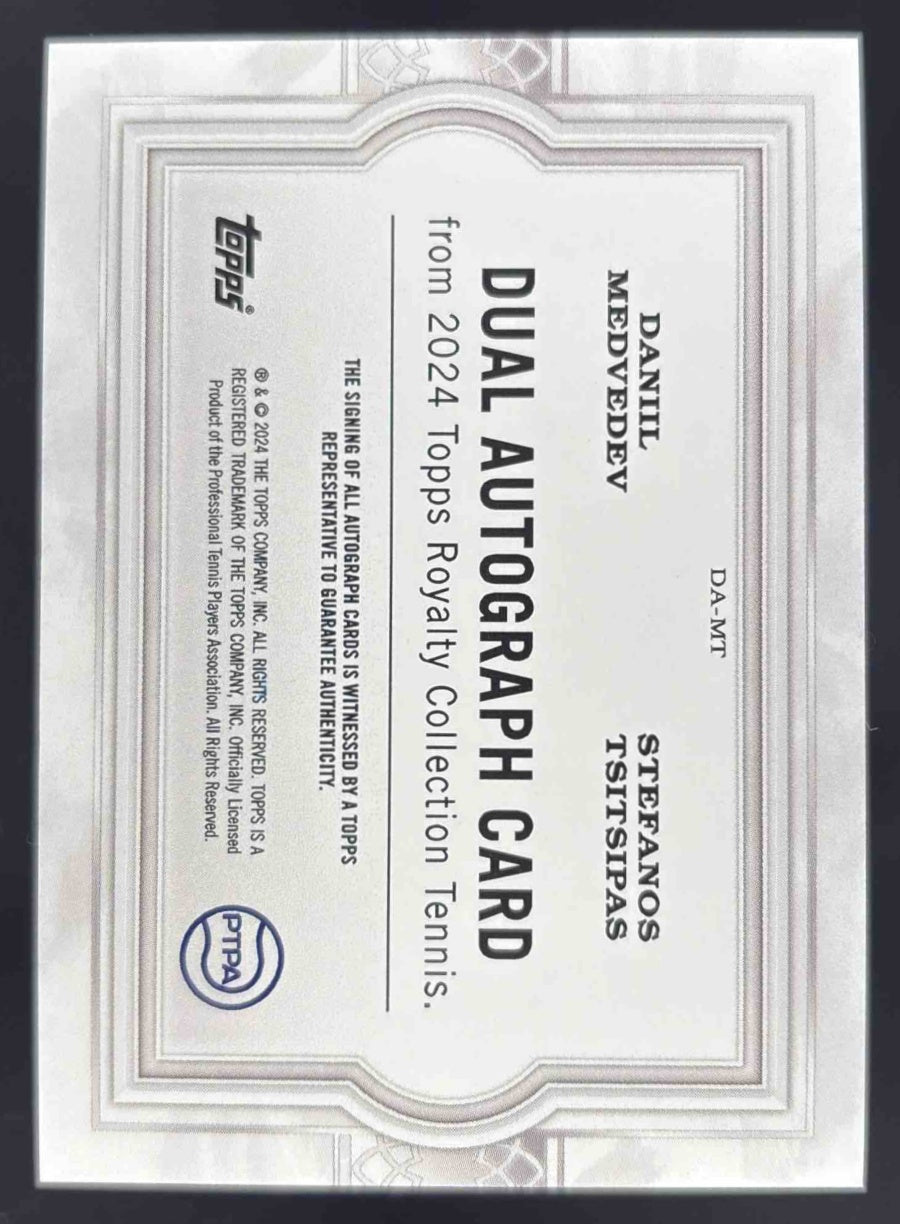 DA-MT
DANIIL
MEDVEDEV
STEFANOS
TSITSIPAS
DUAL AUTOGRAPH CARD
from 2024 Topps Royalty Collection Tennis.
THE SIGNING OF ALL AUTOGRAPH CARDS IS WITNESSED BY A TOPPS
REPRESENTATIVE TO GUARANTEE AUTHENTICITY.
topps®
® & © 2024 THE TOPPS COMPANY, INC. ALL RIGHTS RESERVED. TOPPS IS A
REGISTERED TRADEMARK OF THE TOPPS COMPANY, INC. Officially Licensed
Product of the Professional Tennis Players Association. All Rights Reserved.
PTPA